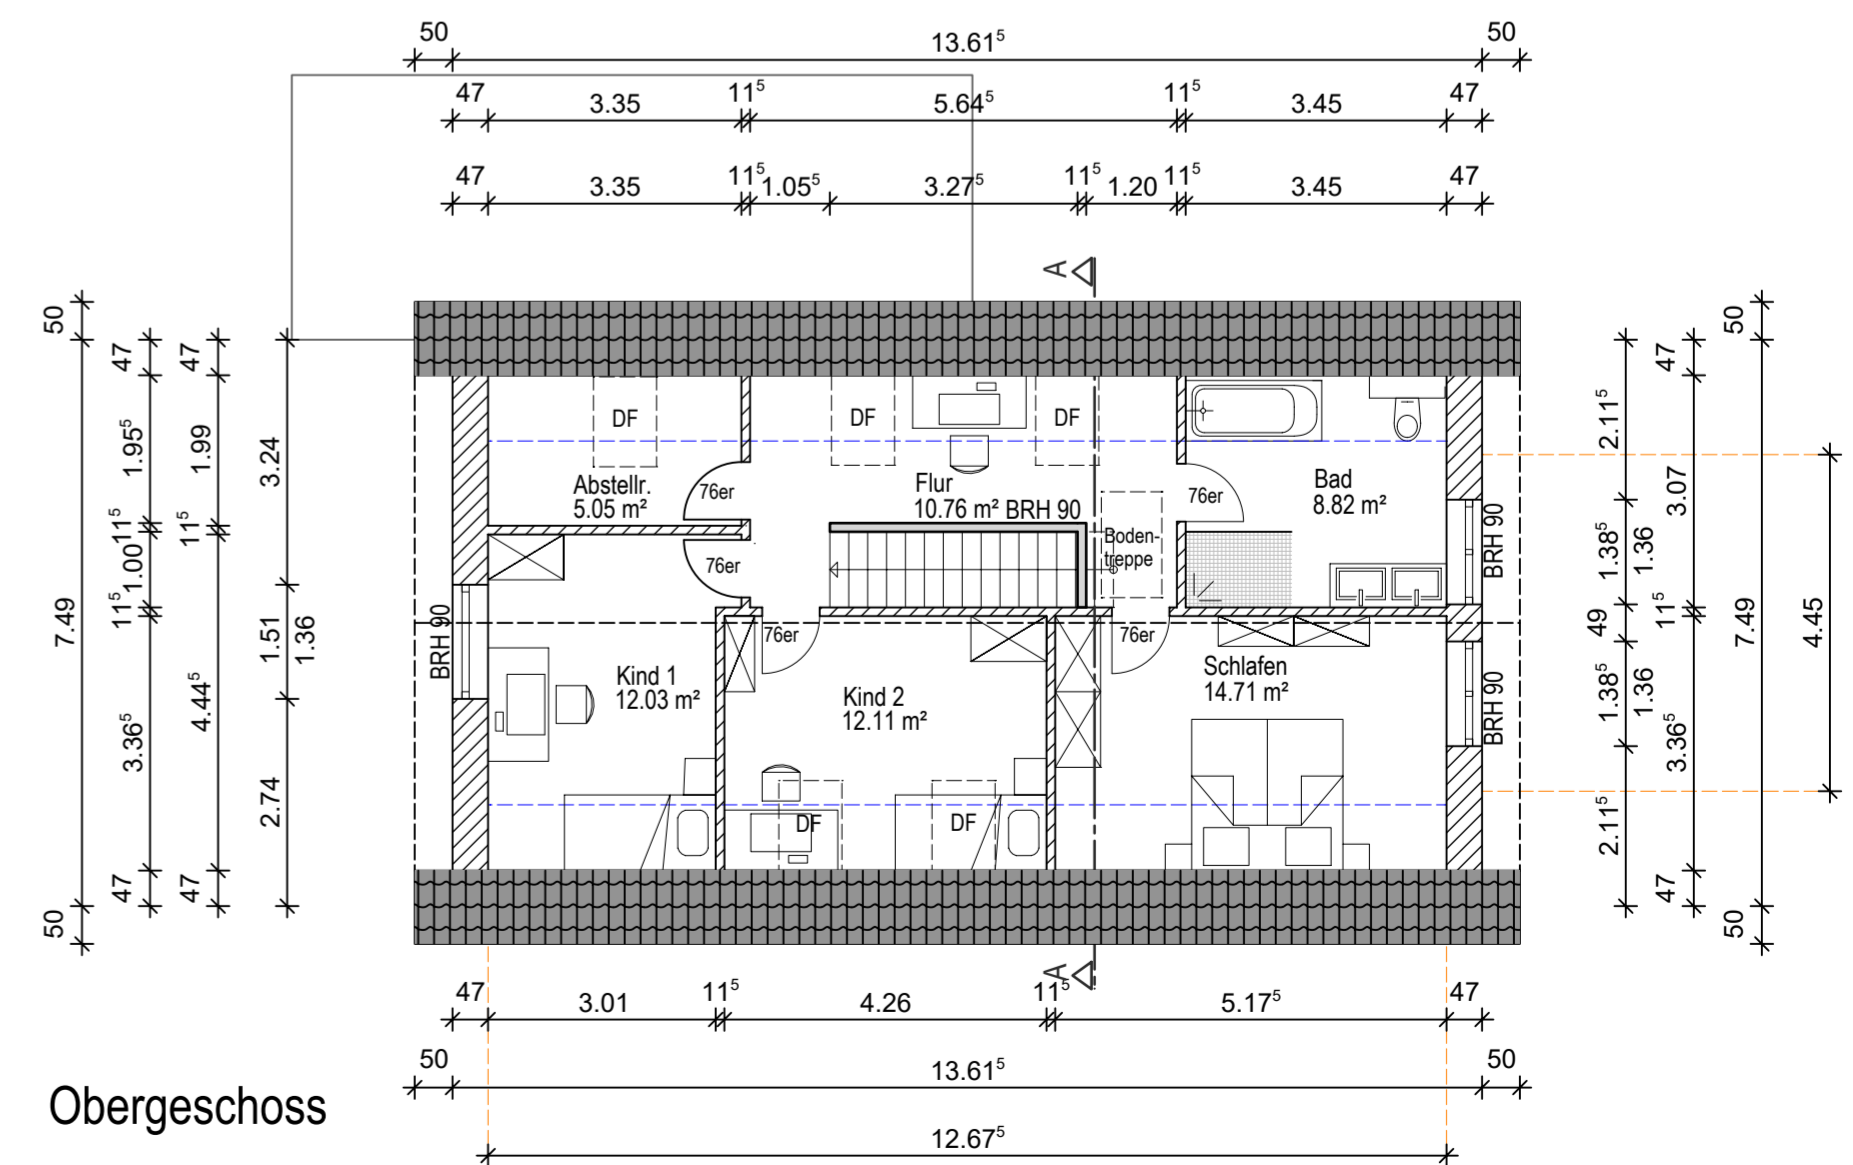 50 13.61⁵ 50
47 3.35 11⁵ 5.64⁵ 11⁵ 3.45 47
47 3.35 11⁵ 1.05⁵ 3.27⁵ 11⁵ 1.20 11⁵ 3.45 47
A
50
7.49
50
47
1.95⁵
11⁵
1.00
11⁵
3.36⁵
47
47
1.99
11⁵
4.44⁵
47
3.24
1.51
1.36
2.74
BRH 90
DF
DF
DF
Abstellr.
5.05 m²
76er
Flur
10.76 m² BRH 90
76er
Bad
8.82 m²
76er
Boden-
treppe
76er
76er
Kind 1
12.03 m²
Kind 2
12.11 m²
Schlafen
14.71 m²
DF
DF
BRH 90
BRH 90
2.11⁵
1.38⁵
1.36
49
1.38⁵
1.36
2.11⁵
47
3.07
11⁵
3.36⁵
47
50
7.49
50
4.45
A
47 3.01 11⁵ 4.26 11⁵ 5.17⁵ 47
50 13.61⁵ 50
12.67⁵
Obergeschoss